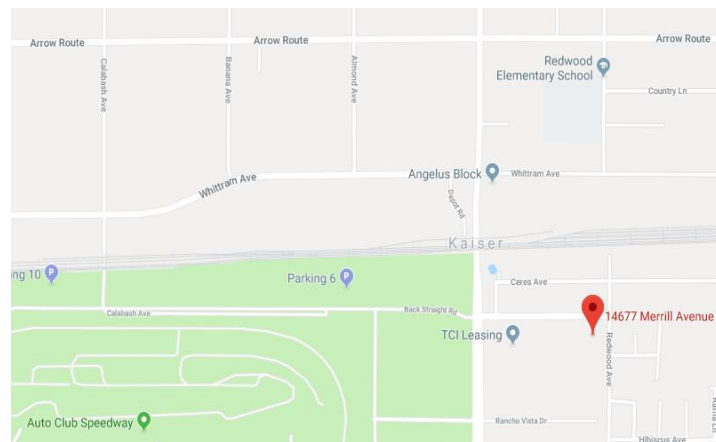 Arrow Route
Arrow Route
Arrow Route
Calabash Ave
Banana Ave
Almond Ave
Redwood
Elementary School
Country Ln
Whittram Ave
Angelus Block
Whittram Ave
Depot Rd
Kaiser
ng 10
P
Parking 6
P
Ceres Ave
Calabash Ave
Back Straight Rd
14677 Merrill Avenue
TCI Leasing
Redwood Ave
Auto Club Speedway
Rancho Vista Dr
Hibiscus Av